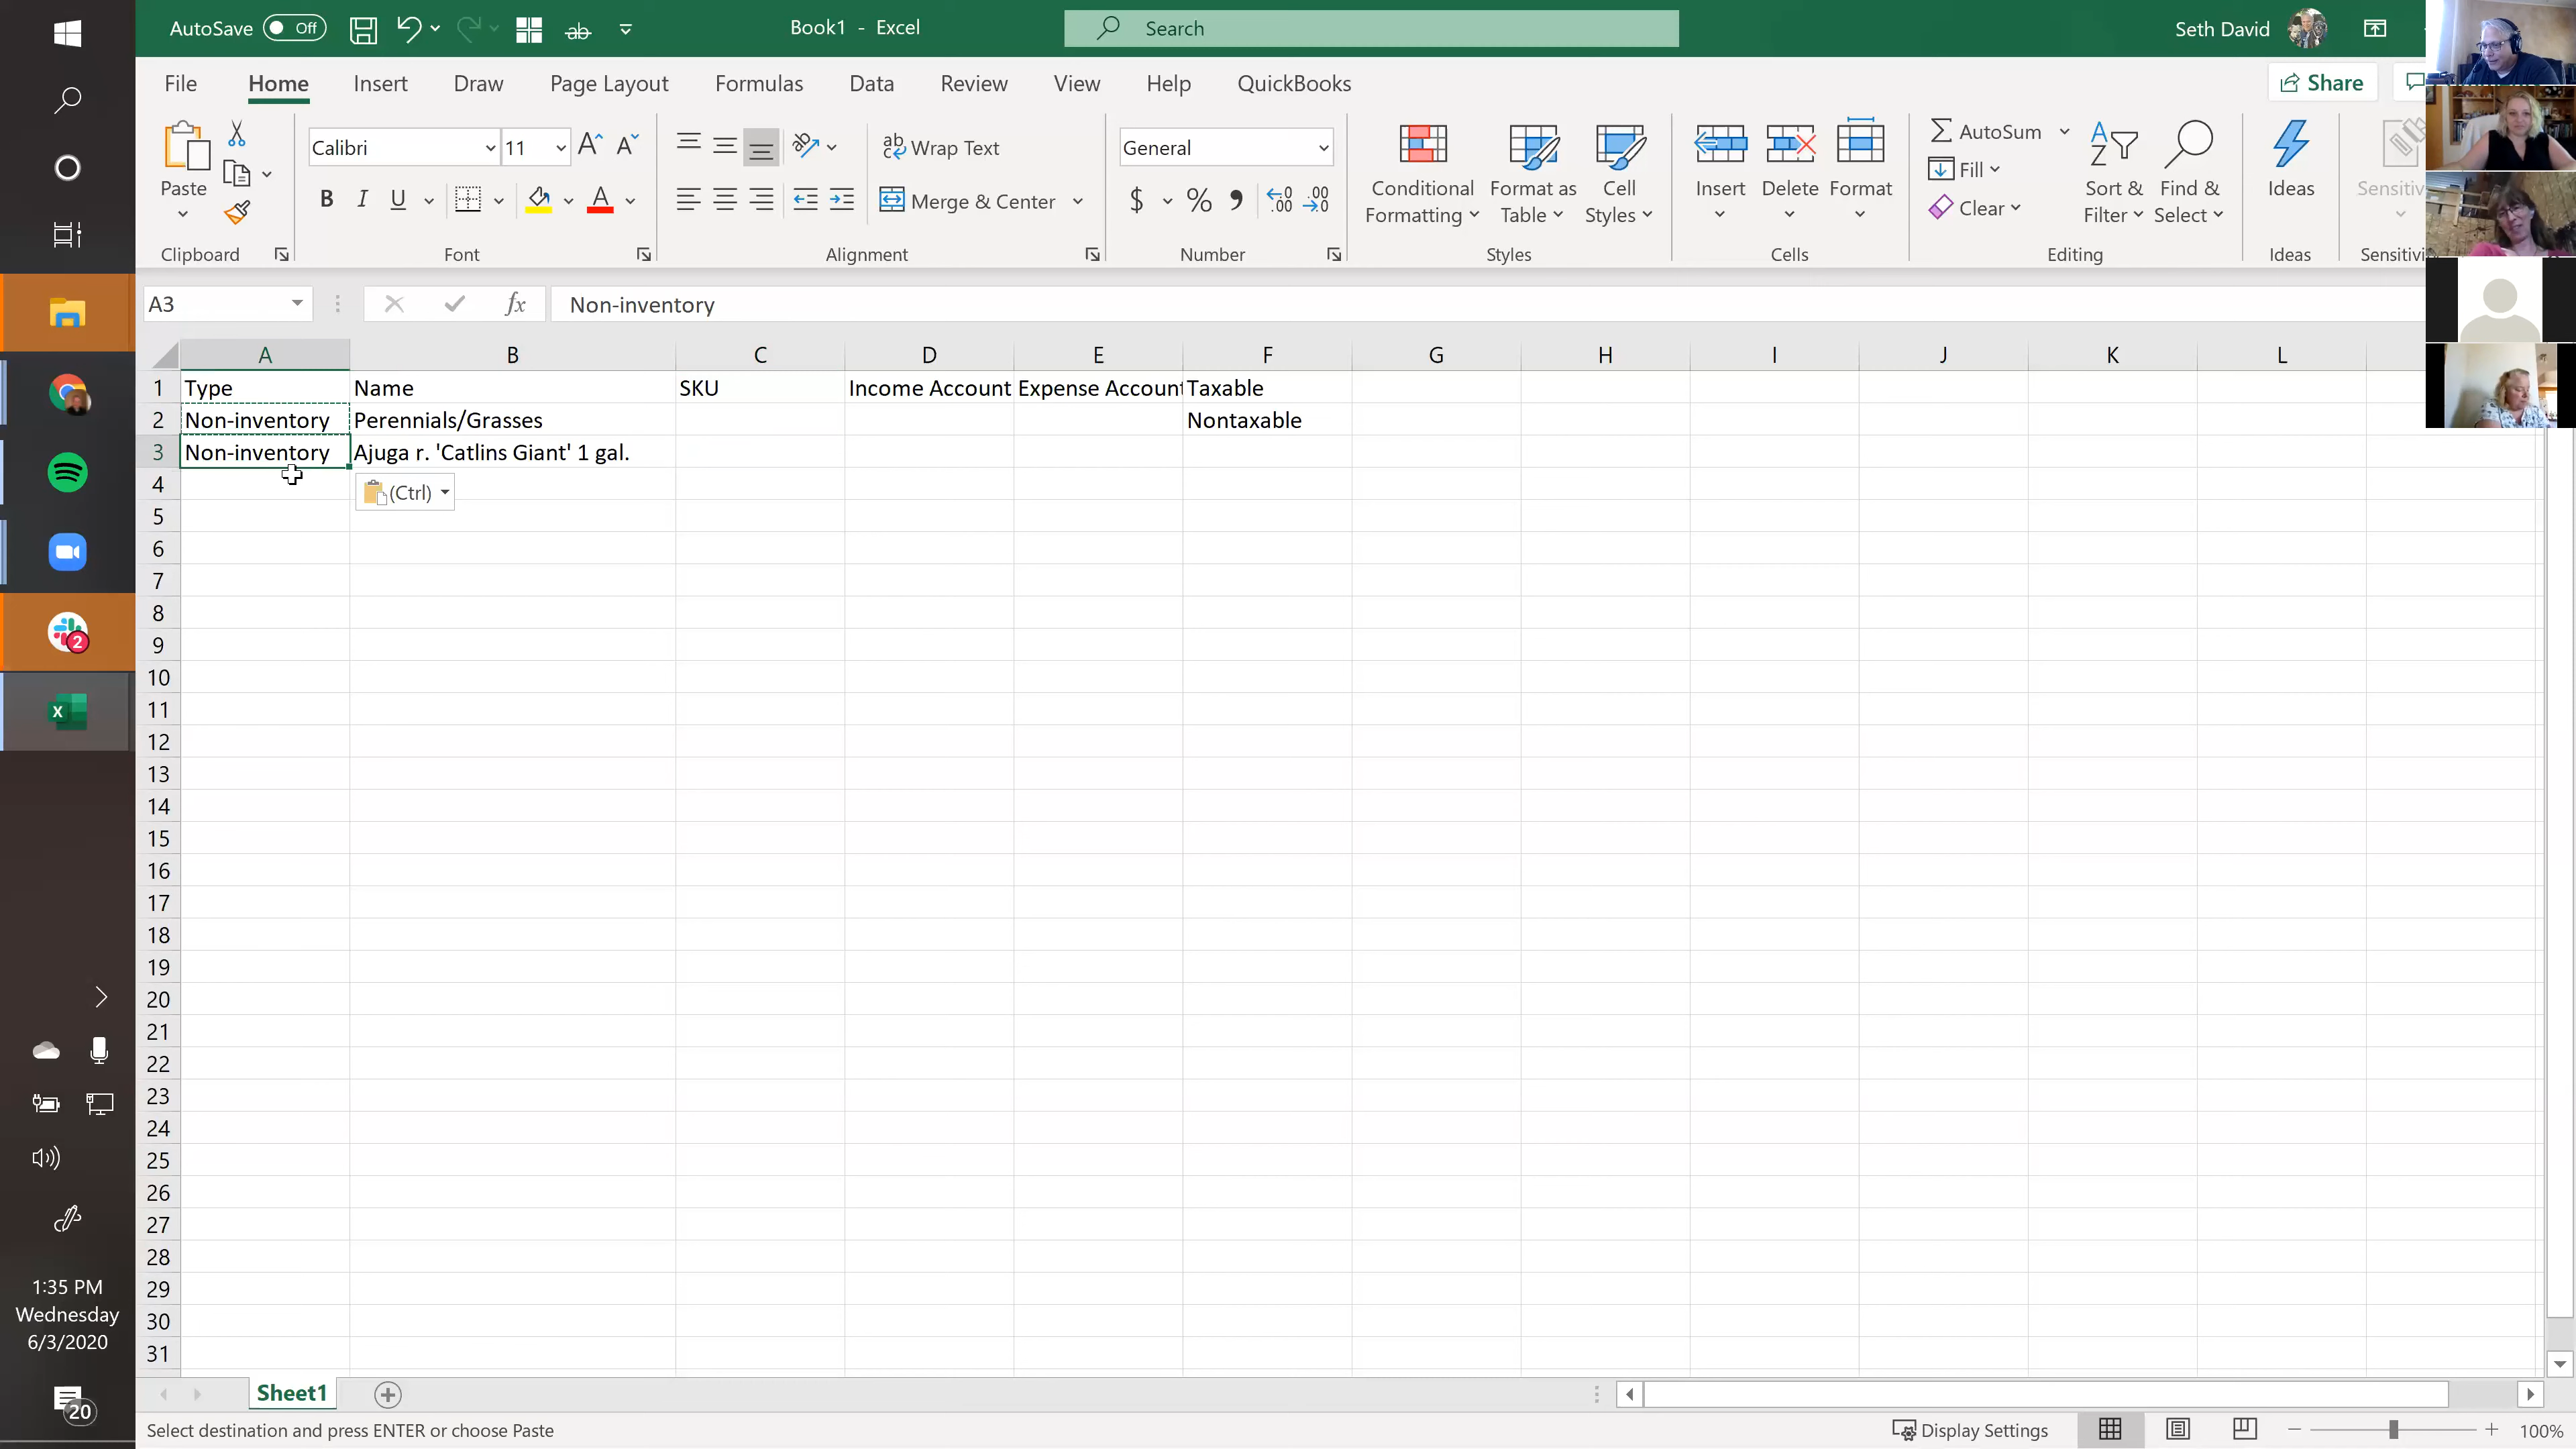 AutoSave Off Book1 - Excel Search Seth David
File Home Insert Draw Page Layout Formulas Data Review View Help QuickBooks Share
Paste Calibri 11 Wrap Text General Conditional Formatting Format as Table Cell Styles Insert Delete Format AutoSum Fill Clear Sort & Filter Find & Select Ideas Sensitiv
B I U Merge & Center $ % 
Clipboard Font Alignment Number Styles Cells Editing Ideas Sensitivi
A3 fx Non-inventory
A B C D E F G H I J K L
1 Type Name SKU Income Account Expense Accoun Taxable
2 Non-inventory Perennials/Grasses Nontaxable
3 Non-inventory Ajuga r. 'Catlins Giant' 1 gal.
4 (Ctrl)
5
6
7
8
2
9
10
11
12
13
14
15
16
17
18
19
20
21
22
23
24
25
26
27
28
1:35 PM
29
Wednesday
30
6/3/2020
31
20
Sheet1
Select destination and press ENTER or choose Paste Display Settings 100%